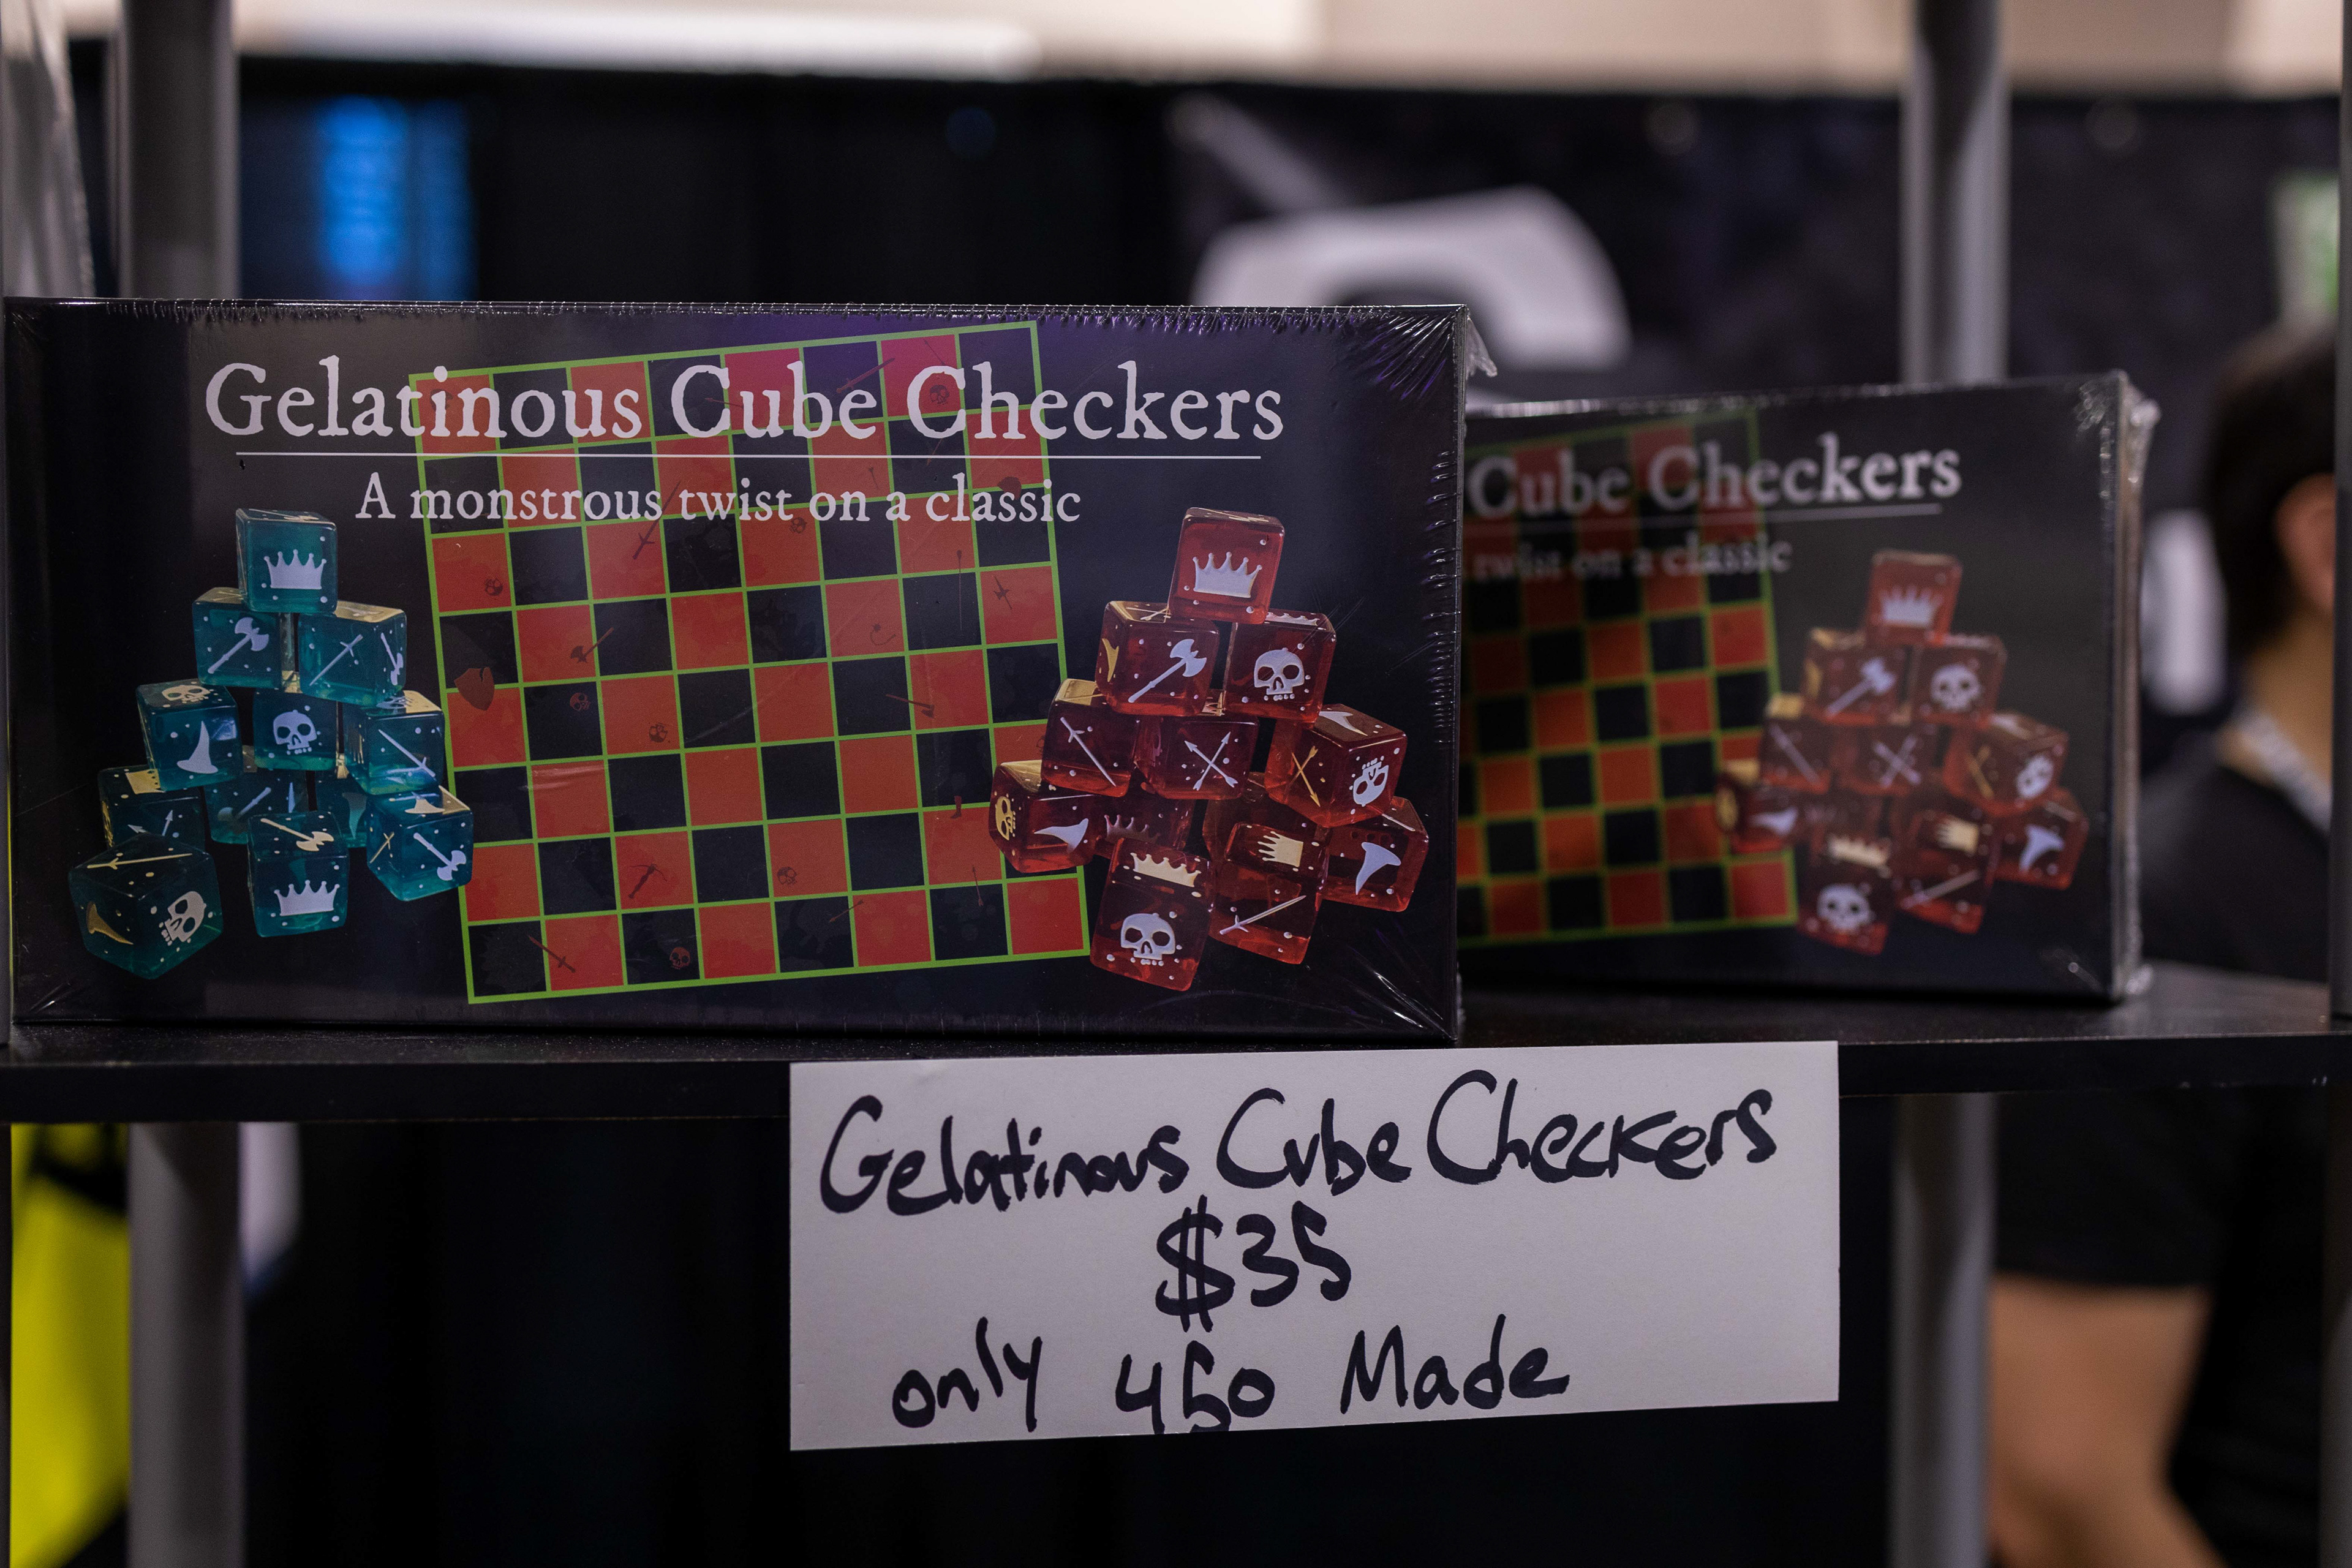 Gelatinous Cube Checkers
A monstrous twist on a classic
Cube Checkers
twist on a classic
Gelatinous Cube Checkers
$35
only 450 Made